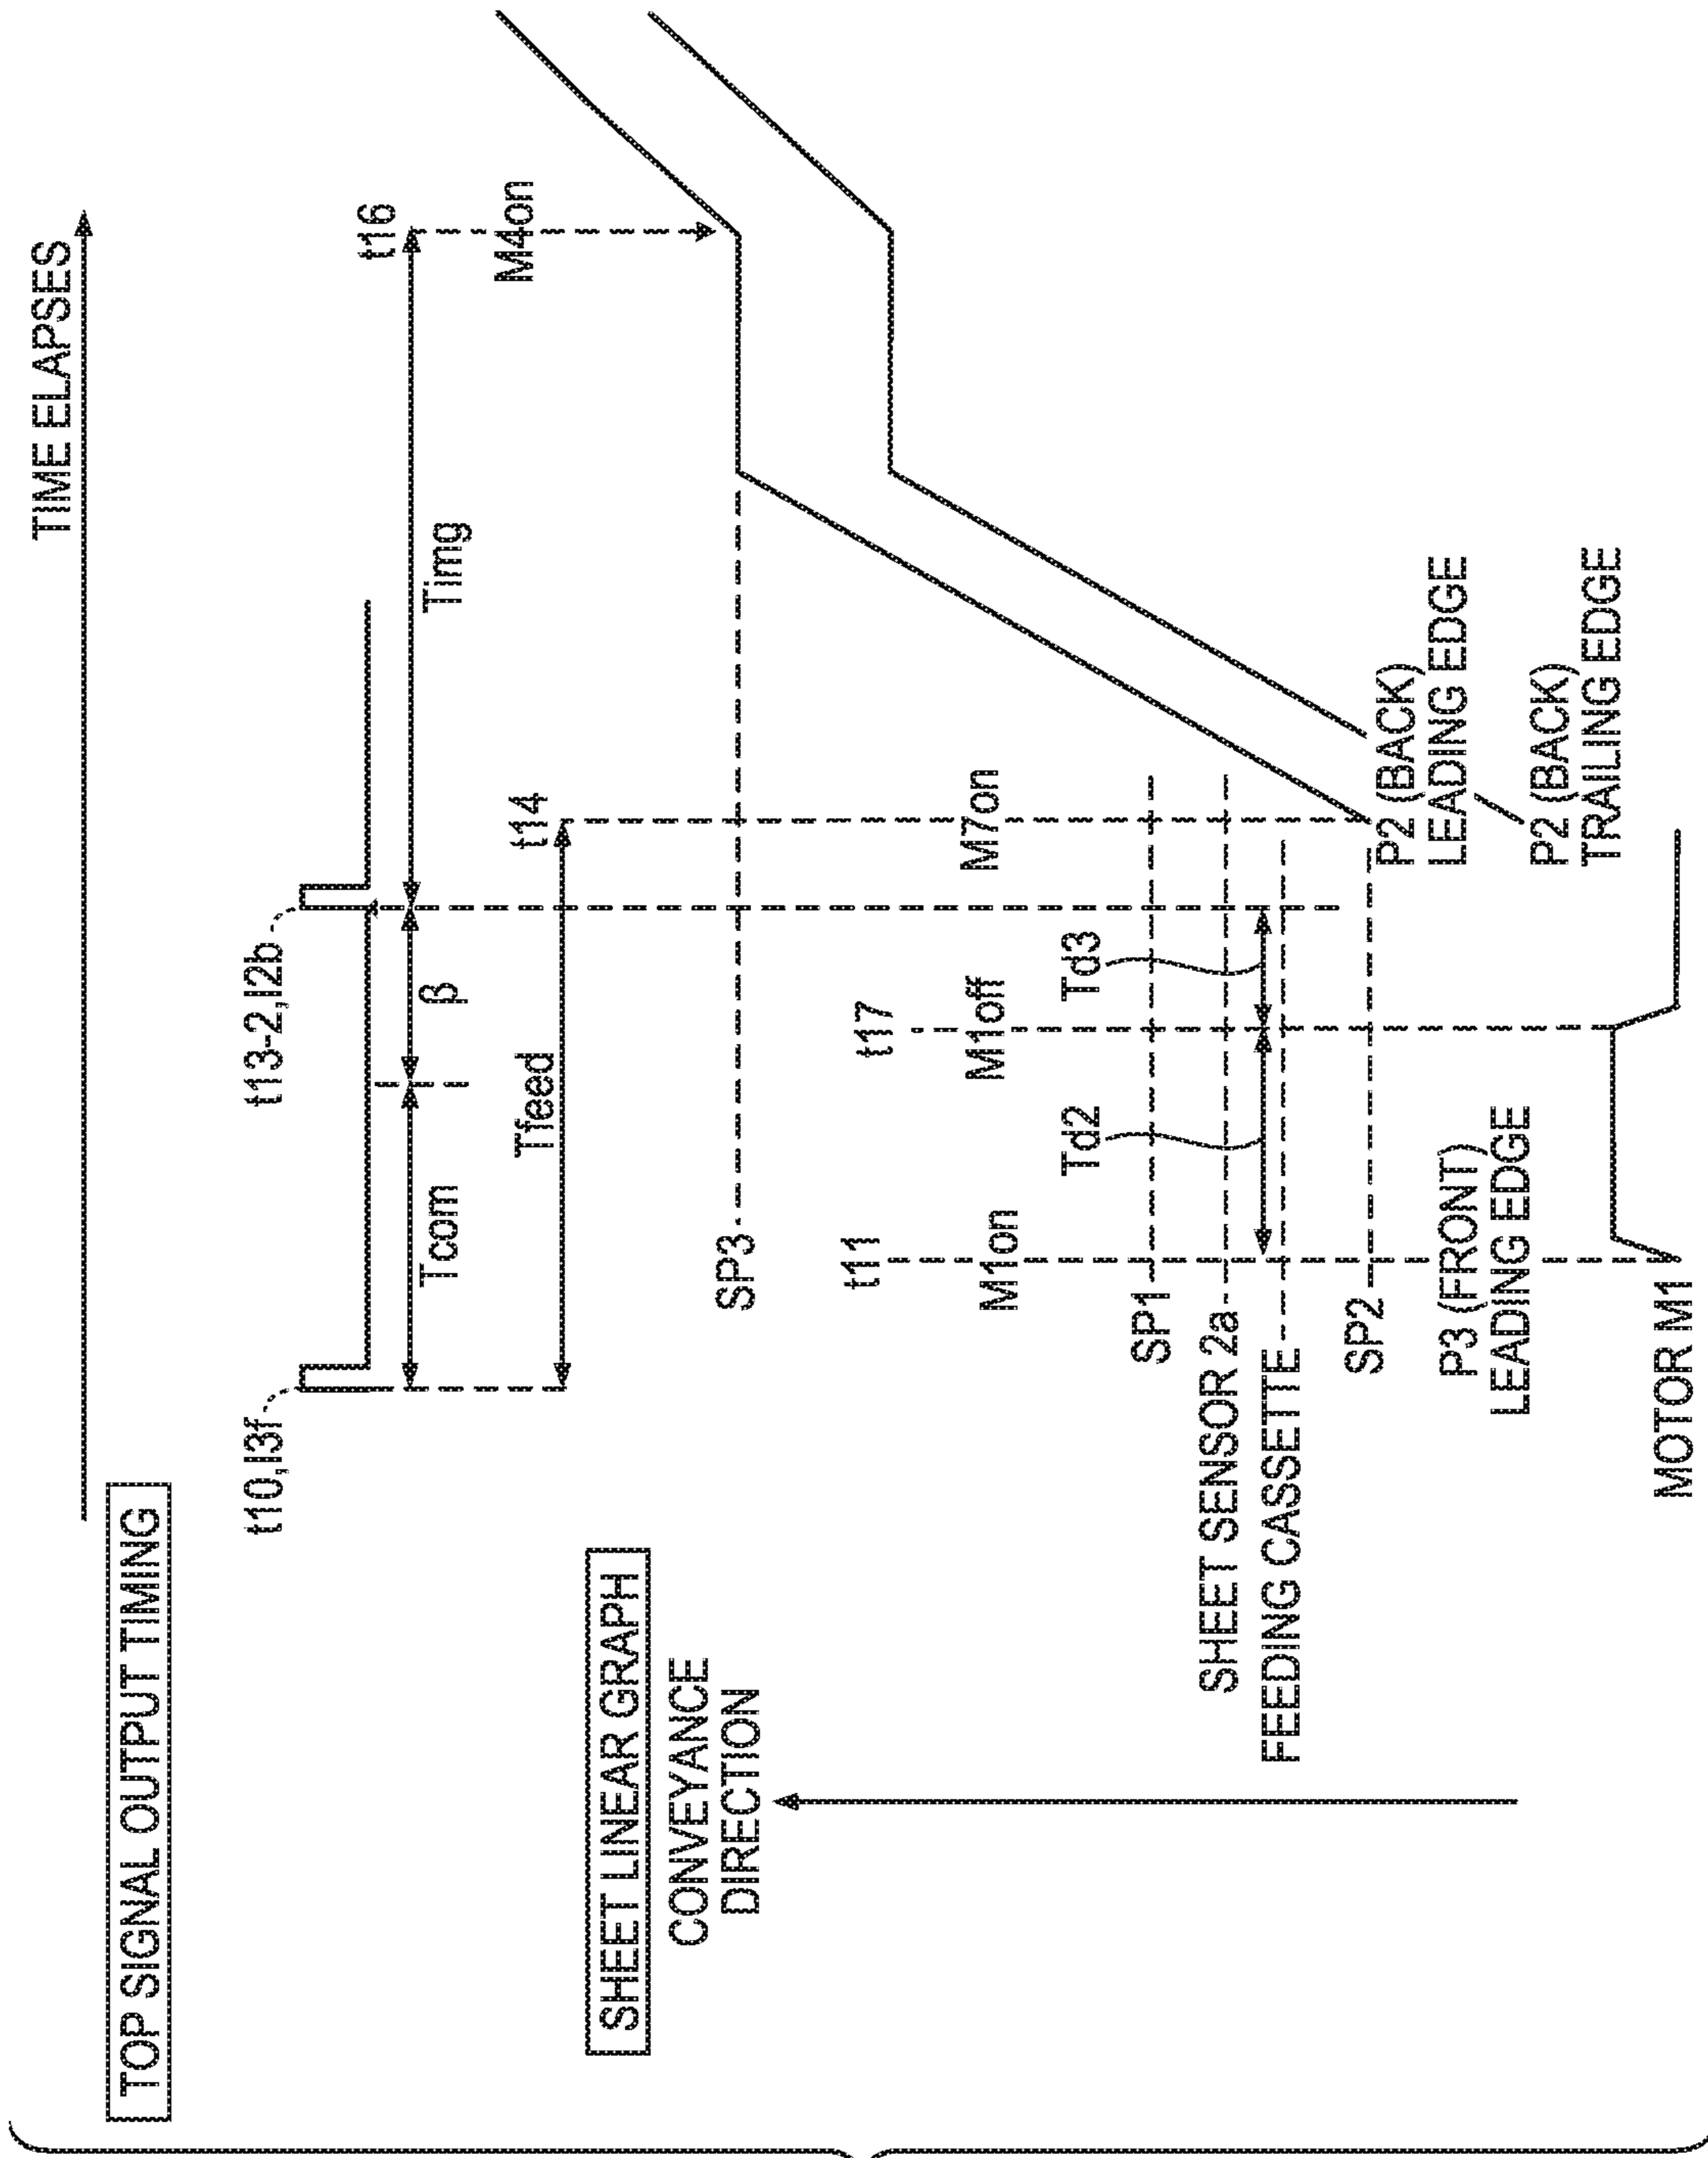 TIME ELAPSES
TOP SIGNAL OUTPUT TIMING
t10,I3f
t13-2,I2b
t16
Tcom
β
Timg
M4on
Tfeed
t14
SHEET LINEAR GRAPH
CONVEYANCE
DIRECTION
SP3
t11
t17
M1on
M1off
M7on
Td2
Td3
SP1
SHEET SENSOR 2a
FEEDING CASSETTE
SP2
P2 (BACK)
LEADING EDGE
P3 (FRONT)
LEADING EDGE
P2 (BACK)
TRAILING EDGE
MOTOR M1